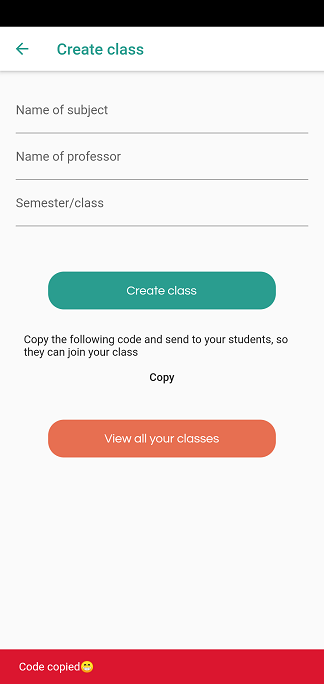 Create class
Name of subject
Name of professor
Semester/class
Create class
Copy the following code and send to your students, so
they can join your class
Copy
View all your classes
Code copied😁